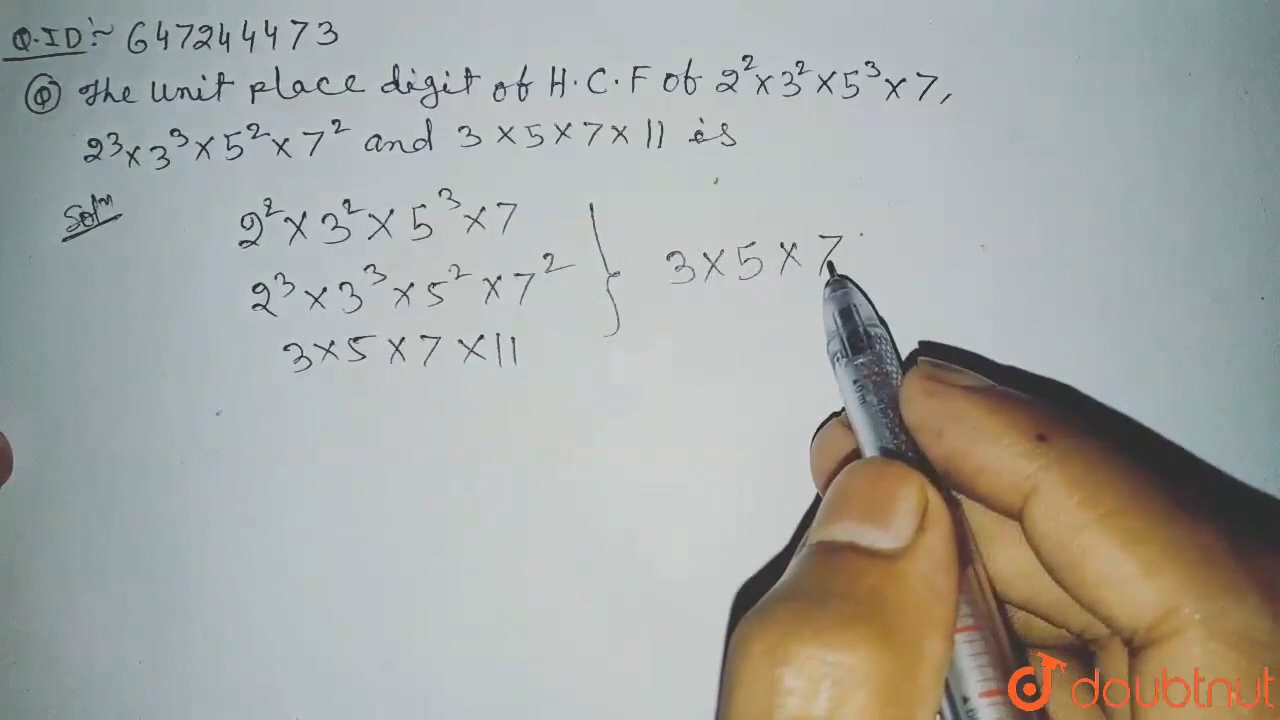 Q.ID:~ 647244473
Q The unit place digit of H.C.F of 2² × 3² × 5³ × 7,
2³ × 3³ × 5² × 7² and 3 × 5 × 7 × 11 is
Solⁿ
2² × 3² × 5³ × 7
2³ × 3³ × 5² × 7² } 3 × 5 × 7
3 × 5 × 7 × 11
doubtnut